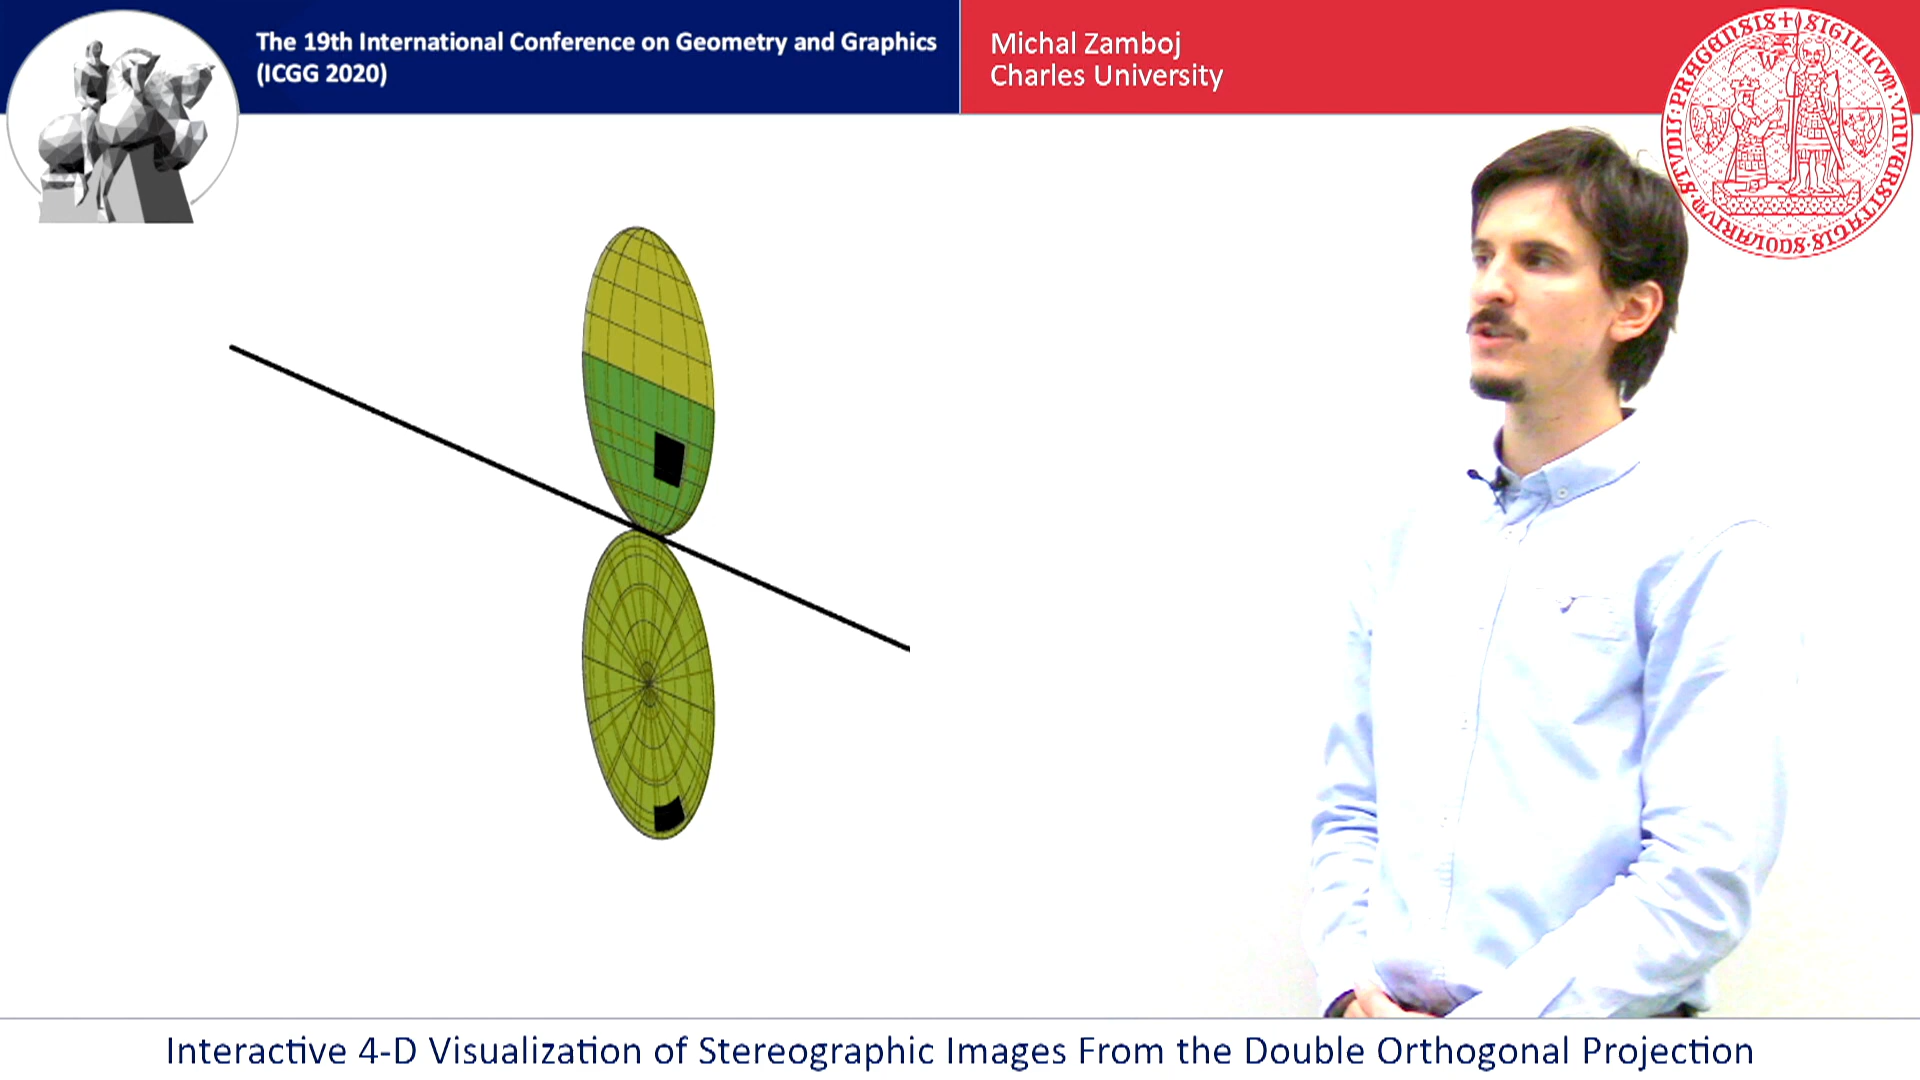 The 19th International Conference on Geometry and Graphics
(ICGG 2020)
Michal Zamboj
Charles University
Interactive 4-D Visualization of Stereographic Images From the Double Orthogonal Projection